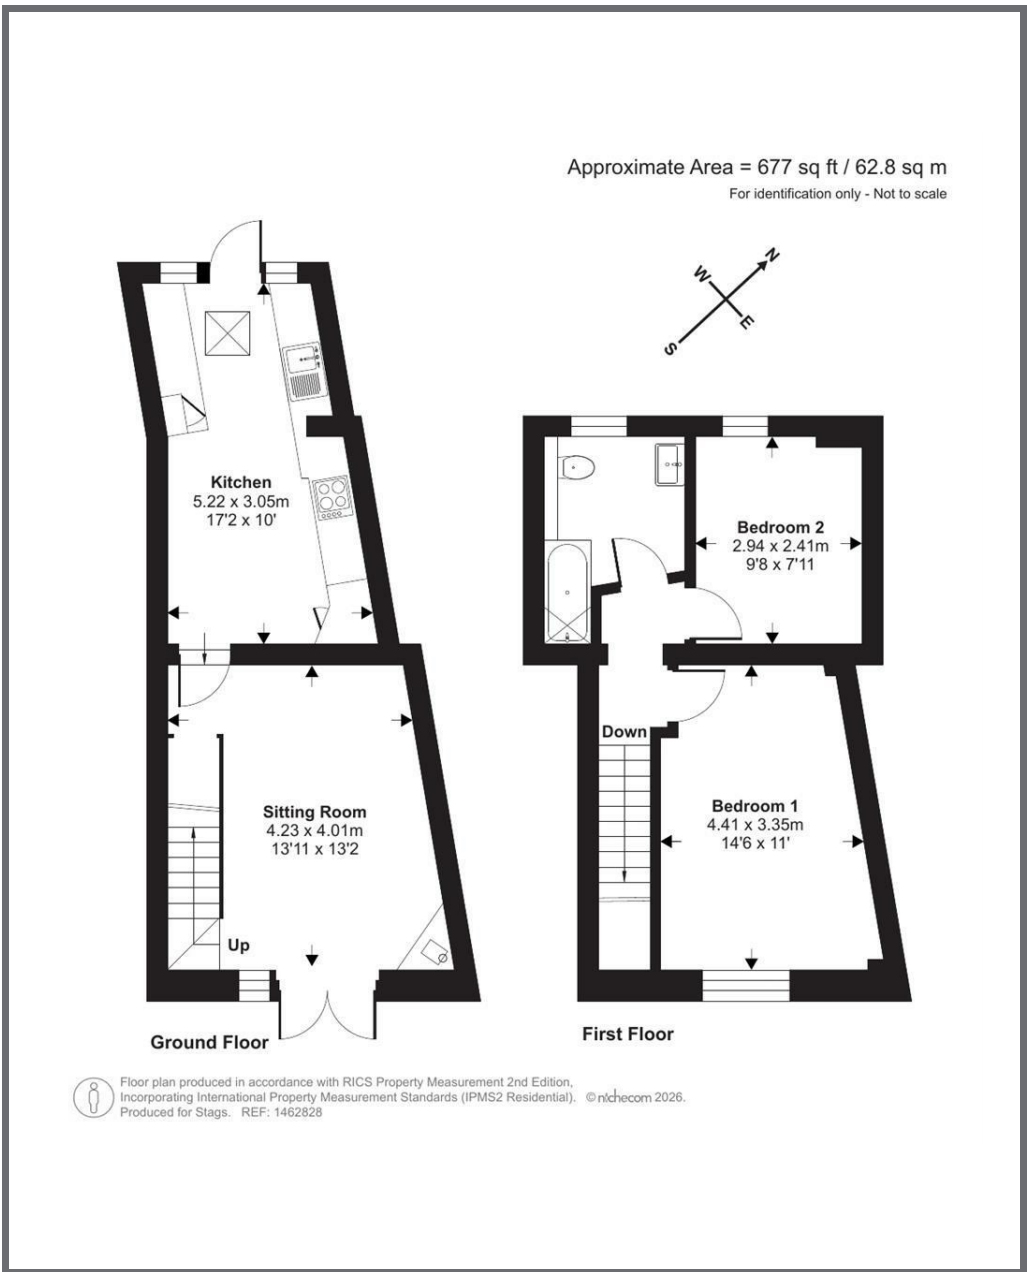 Approximate Area = 677 sq ft / 62.8 sq m
For identification only - Not to scale
N
W
E
S
Kitchen
5.22 x 3.05m
17'2 x 10'
Sitting Room
4.23 x 4.01m
13'11 x 13'2
Up
Ground Floor
Bedroom 2
2.94 x 2.41m
9'8 x 7'11
Down
Bedroom 1
4.41 x 3.35m
14'6 x 11'
First Floor
Floor plan produced in accordance with RICS Property Measurement 2nd Edition,
Incorporating International Property Measurement Standards (IPMS2 Residential). © nichecom 2026.
Produced for Stags. REF: 1462828